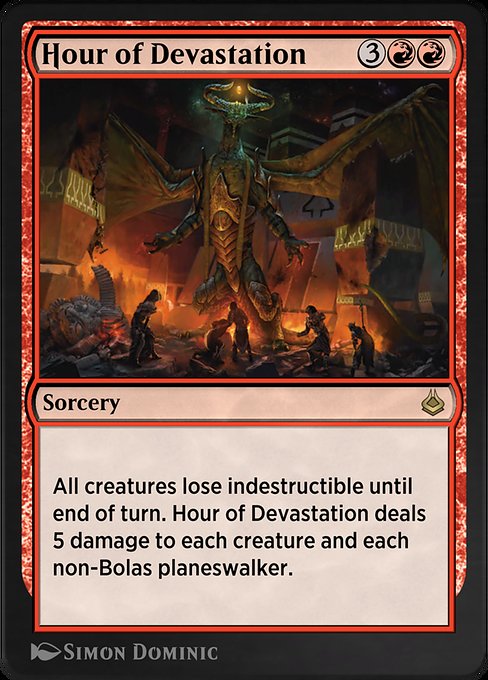 Hour of Devastation 3
Sorcery
All creatures lose indestructible until
end of turn. Hour of Devastation deals
5 damage to each creature and each
non-Bolas planeswalker.
SIMON DOMINIC